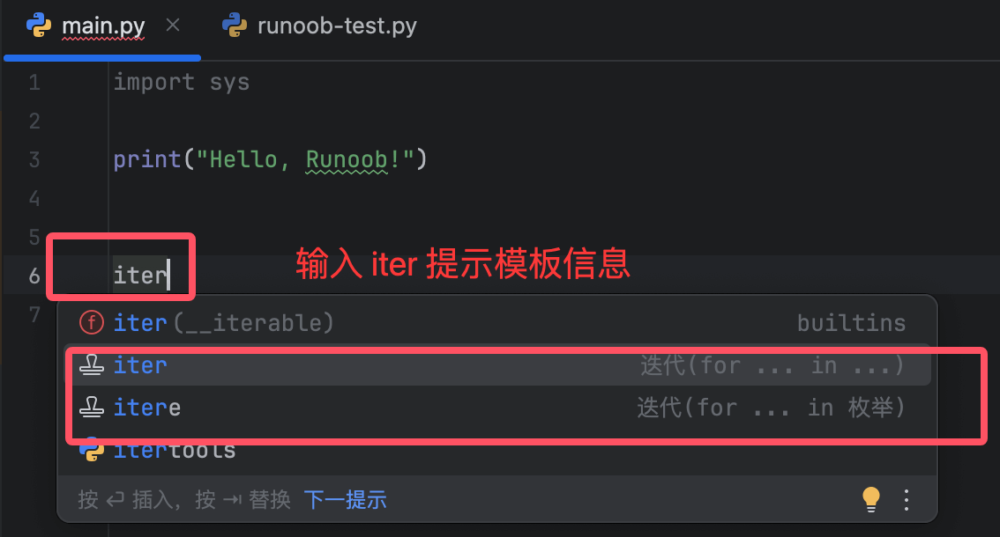 main.py runoob-test.py
1 import sys
2
3 print("Hello, Runoob!")
4
5
输入 iter 提示模板信息
6 iter
7
f iter(__iterable) builtins
iter 迭代(for ... in ...)
itere 迭代(for ... in 枚举)
itertools
按 ⏎ 插入，按 ⇥ 替换 下一提示